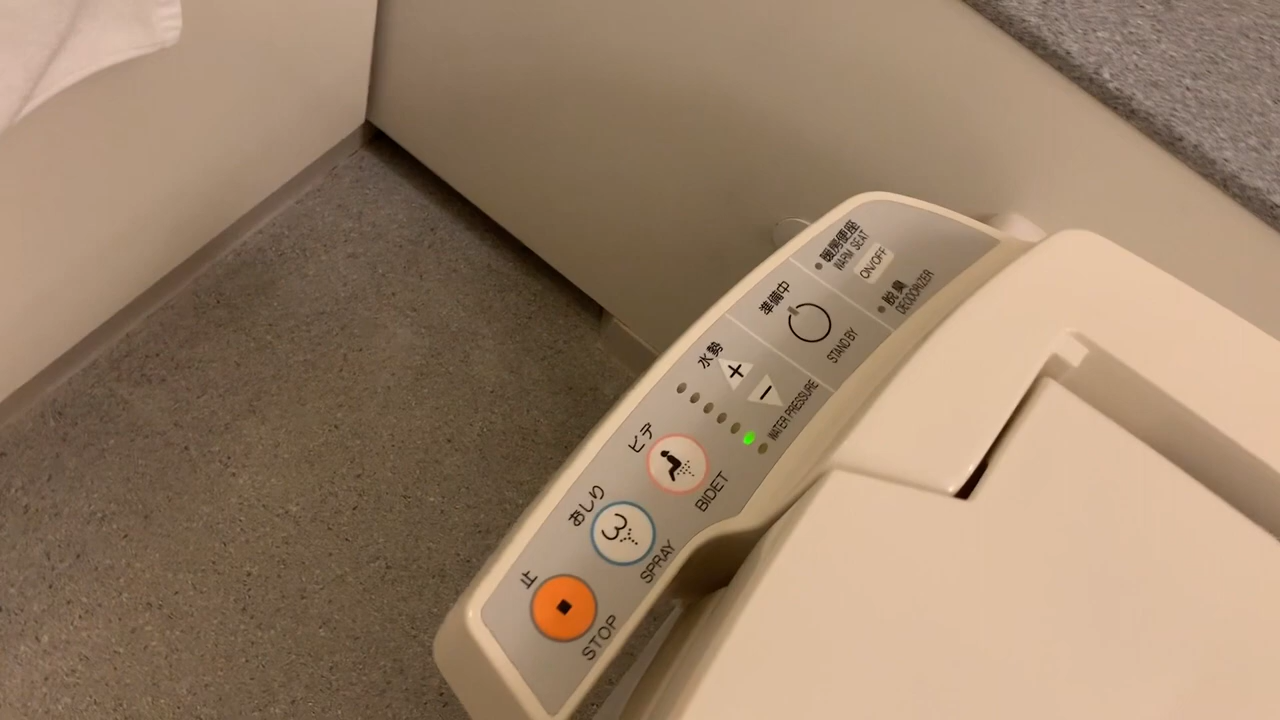 止
STOP
おしり
SPRAY
ビデ
BIDET
水勢
+
-
WATER PRESSURE
準備中
STAND BY
暖房便座
WARM SEAT
ON/OFF
脱臭
DEODORIZER